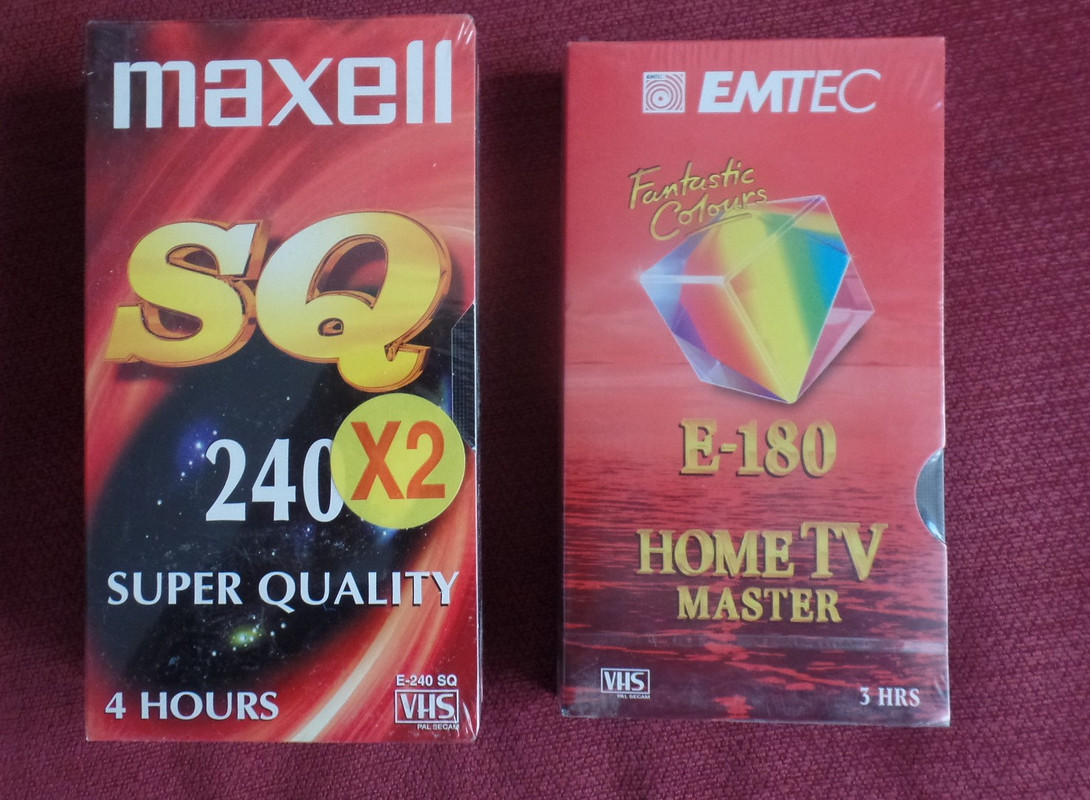 maxell
SQ
240
X2
SUPER QUALITY
4 HOURS
E-240 SQ
VHS
PAL SECAM
EMTEC
EMTEC
Fantastic
Colours
E-180
HOME TV
MASTER
VHS
PAL SECAM
3 HRS